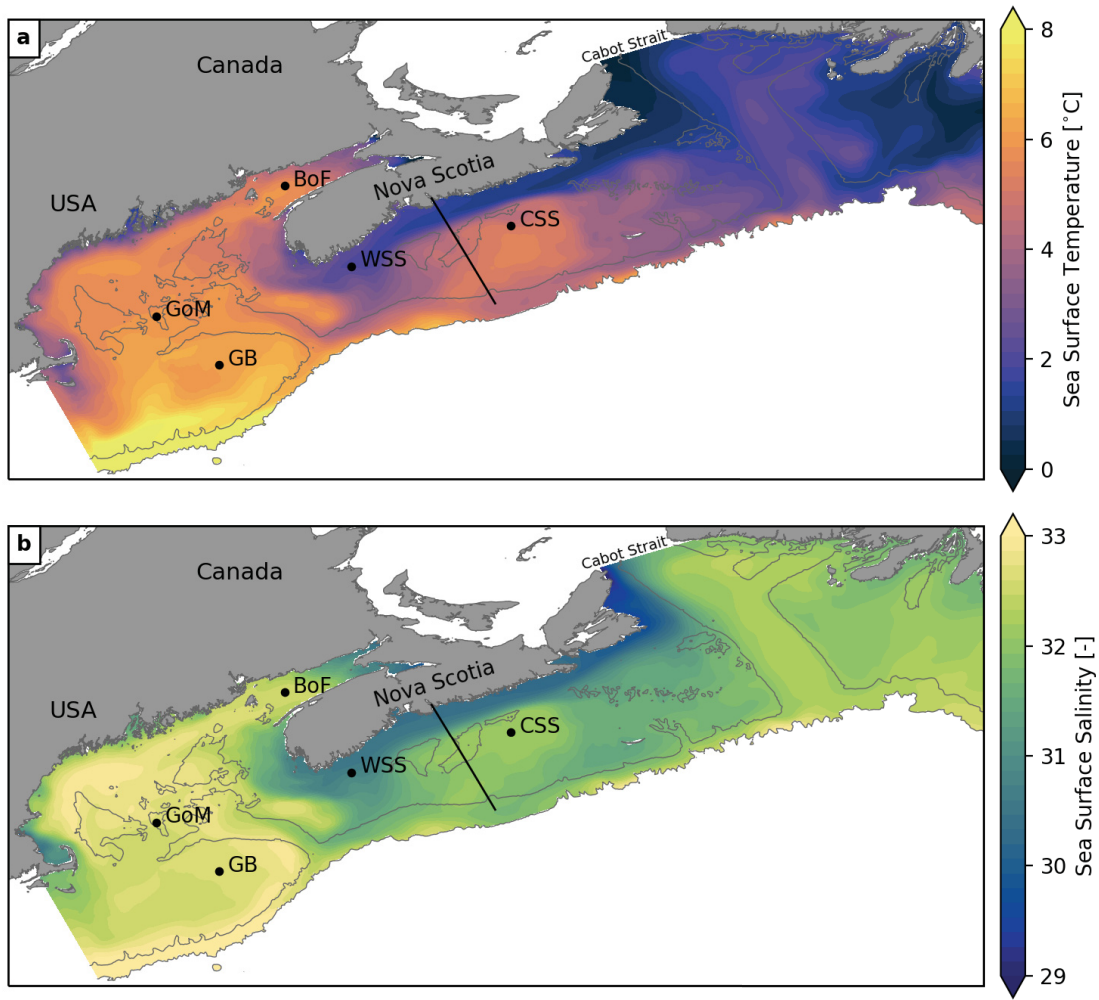 a
Cabot Strait
Canada
USA
Nova Scotia
BoF
CSS
WSS
GoM
GB
8
6
4
2
0
Sea Surface Temperature [°C]
b
Cabot Strait
Canada
USA
Nova Scotia
BoF
CSS
WSS
GoM
GB
33
32
31
30
29
Sea Surface Salinity [-]